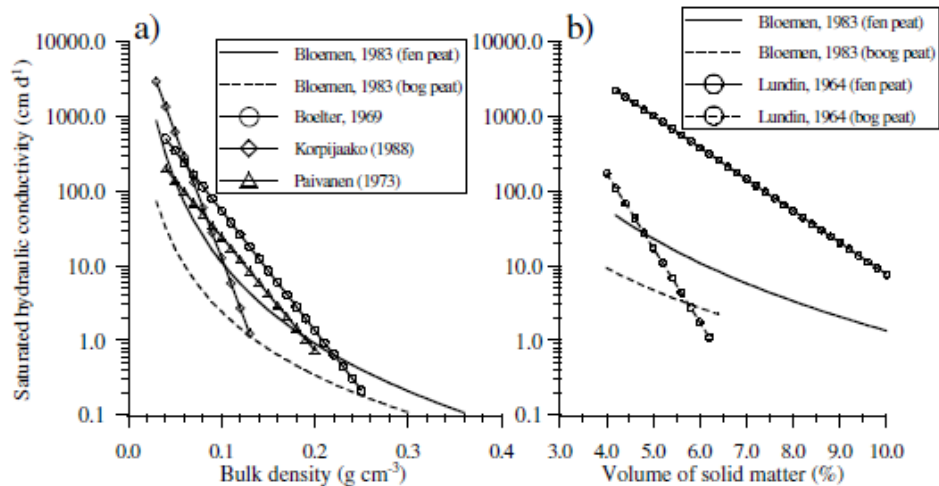 a)
Bloemen, 1983 (fen peat)
Bloemen, 1983 (bog peat)
Boelter, 1969
Korpijaako (1988)
Paivanen (1973)
Saturated hydraulic conductivity (cm d⁻¹)
10000.0
1000.0
100.0
10.0
1.0
0.1
0.0 0.1 0.2 0.3 0.4
Bulk density (g cm⁻³)
b)
Bloemen, 1983 (fen peat)
Bloemen, 1983 (boog peat)
Lundin, 1964 (fen peat)
Lundin, 1964 (bog peat)
10000.0
1000.0
100.0
10.0
1.0
0.1
3.0 4.0 5.0 6.0 7.0 8.0 9.0 10.0
Volume of solid matter (%)